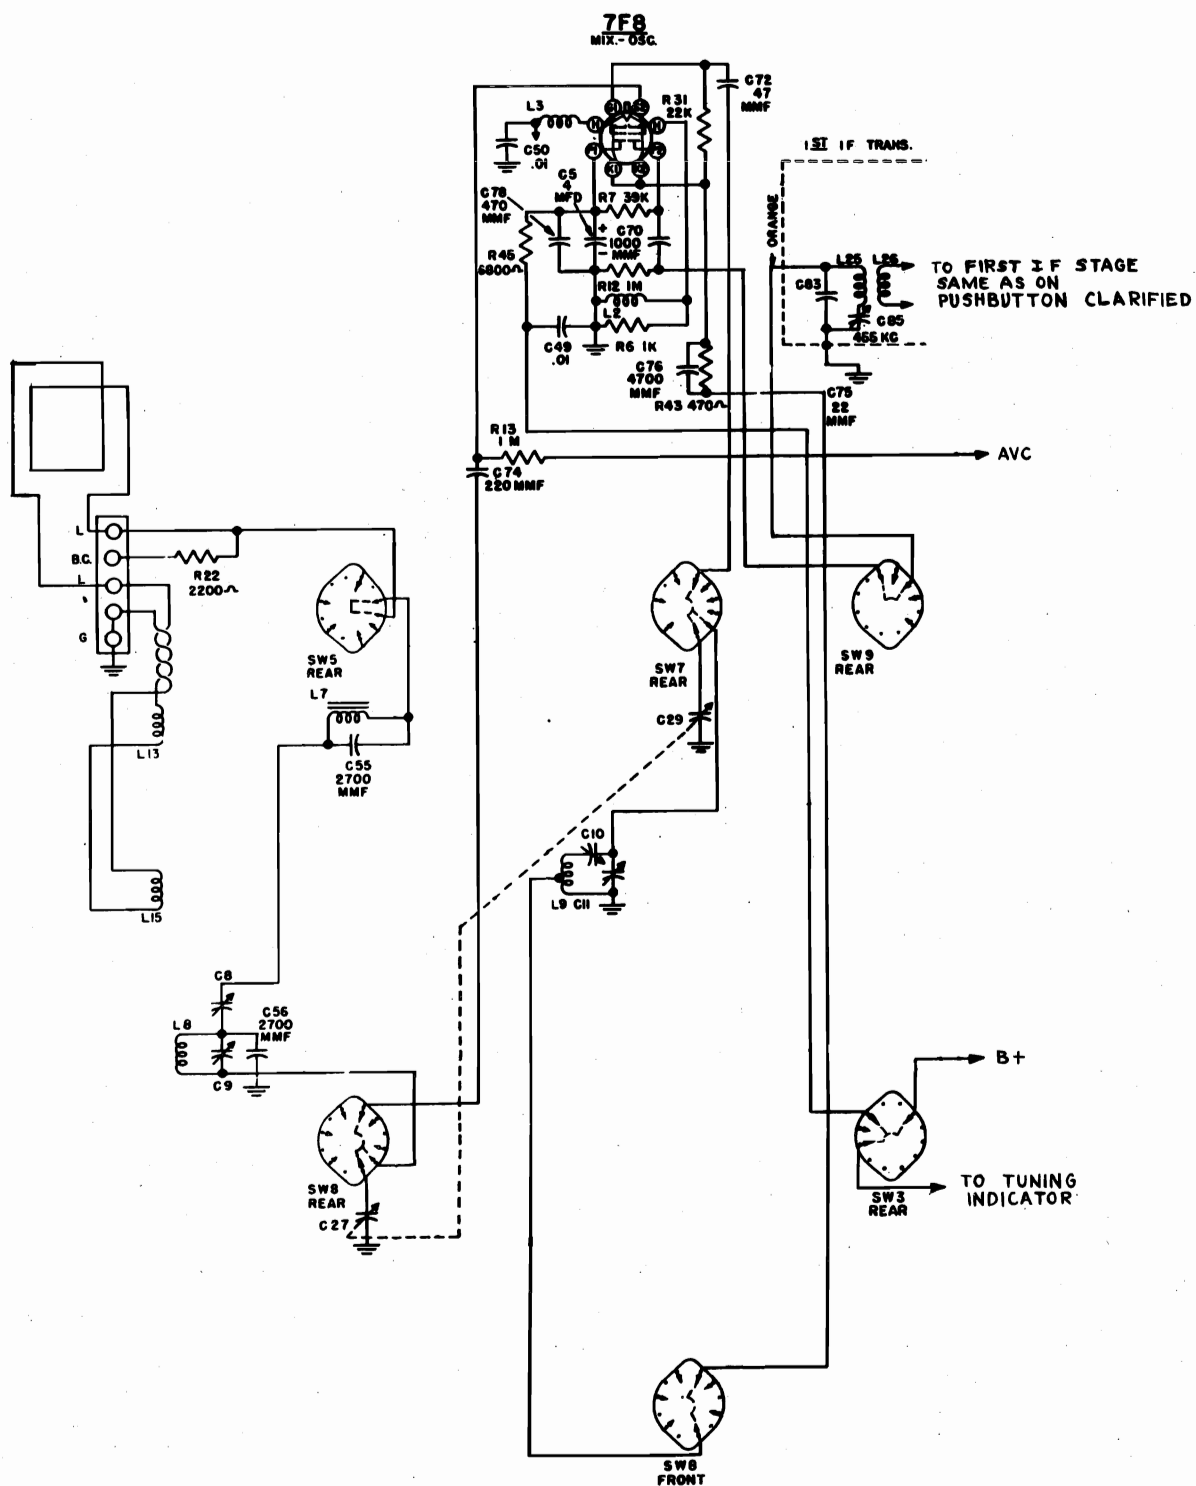 7F8
MIX.-OSC.
C72
47
MMF
R31
22K
L3
C50
.01
1ST IF TRANS.
C5
4
MFD
C78
470
MMF
R7 39K
C70
1000
MMF
R45
6800
R12 1M
L2
C49
.01
R6 1K
ORANGE
L25
L26
C83
C85
455 KC
TO FIRST IF STAGE
SAME AS ON
PUSHBUTTON CLARIFIED
C76
4700
MMF
R43 470
C75
22
MMF
R13
1 M
AVC
C74
220 MMF
L
B.C.
L
G
R22
2200
SW5
REAR
SW7
REAR
SW9
REAR
L7
C55
2700
MMF
L13
C29
C10
L9 C11
L15
C8
L8
C56
2700
MMF
C9
B+
SW8
REAR
C27
SW3
REAR
TO TUNING
INDICATOR
SW8
FRONT